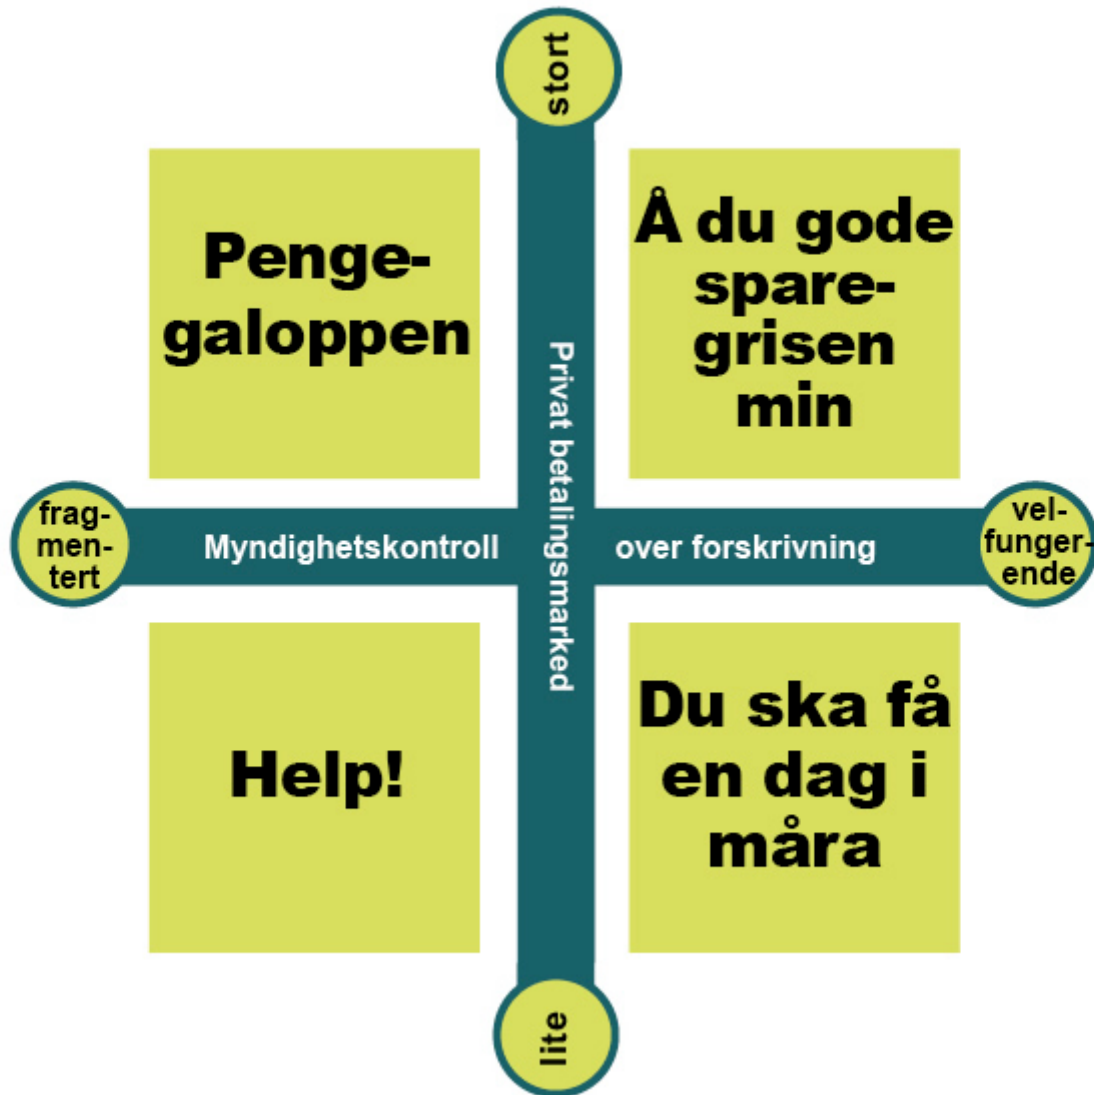 stort
Penge-
galoppen
Å du gode
spare-
grisen
min
Privat betalingsmarked
frag-
men-
tert
Myndighetskontroll over forskrivning
vel-
funger-
ende
Help!
Du ska få
en dag i
måra
lite